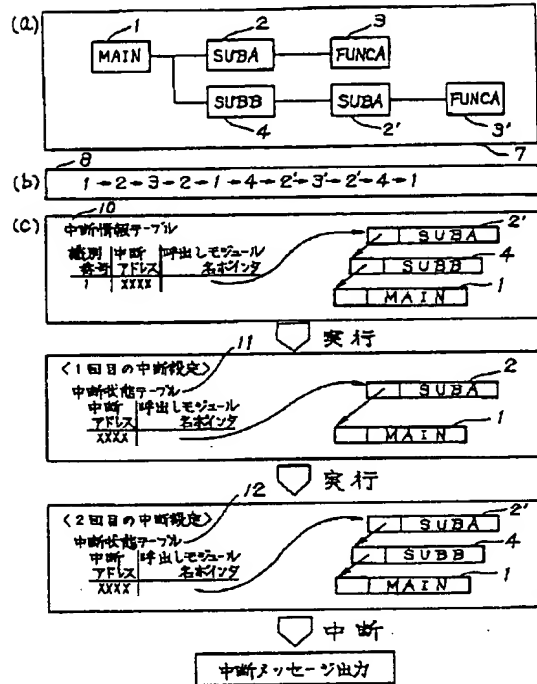 (a)
1 2 3
MAIN SUBA FUNCA
SUBB SUBA FUNCA
4 2' 3'
7
8
(b) 1→2→3→2→1→4→2'→3'→2'→4→1
(c) 10
中断情報テーブル
識別 中断 呼出しモジュール
番号 アドレス 名ポインタ
1 XXXX
2'
SUBA
4
SUBB
1
MAIN
実行
11
<1回目の中断設定>
中断状態テーブル
中断 呼出しモジュール
アドレス 名ポインタ
XXXX
2
SUBA
1
MAIN
実行
12
<2回目の中断設定>
中断状態テーブル
中断 呼出しモジュール
アドレス 名ポインタ
XXXX
2'
SUBA
4
SUBB
1
MAIN
中断
中断メッセージ出力